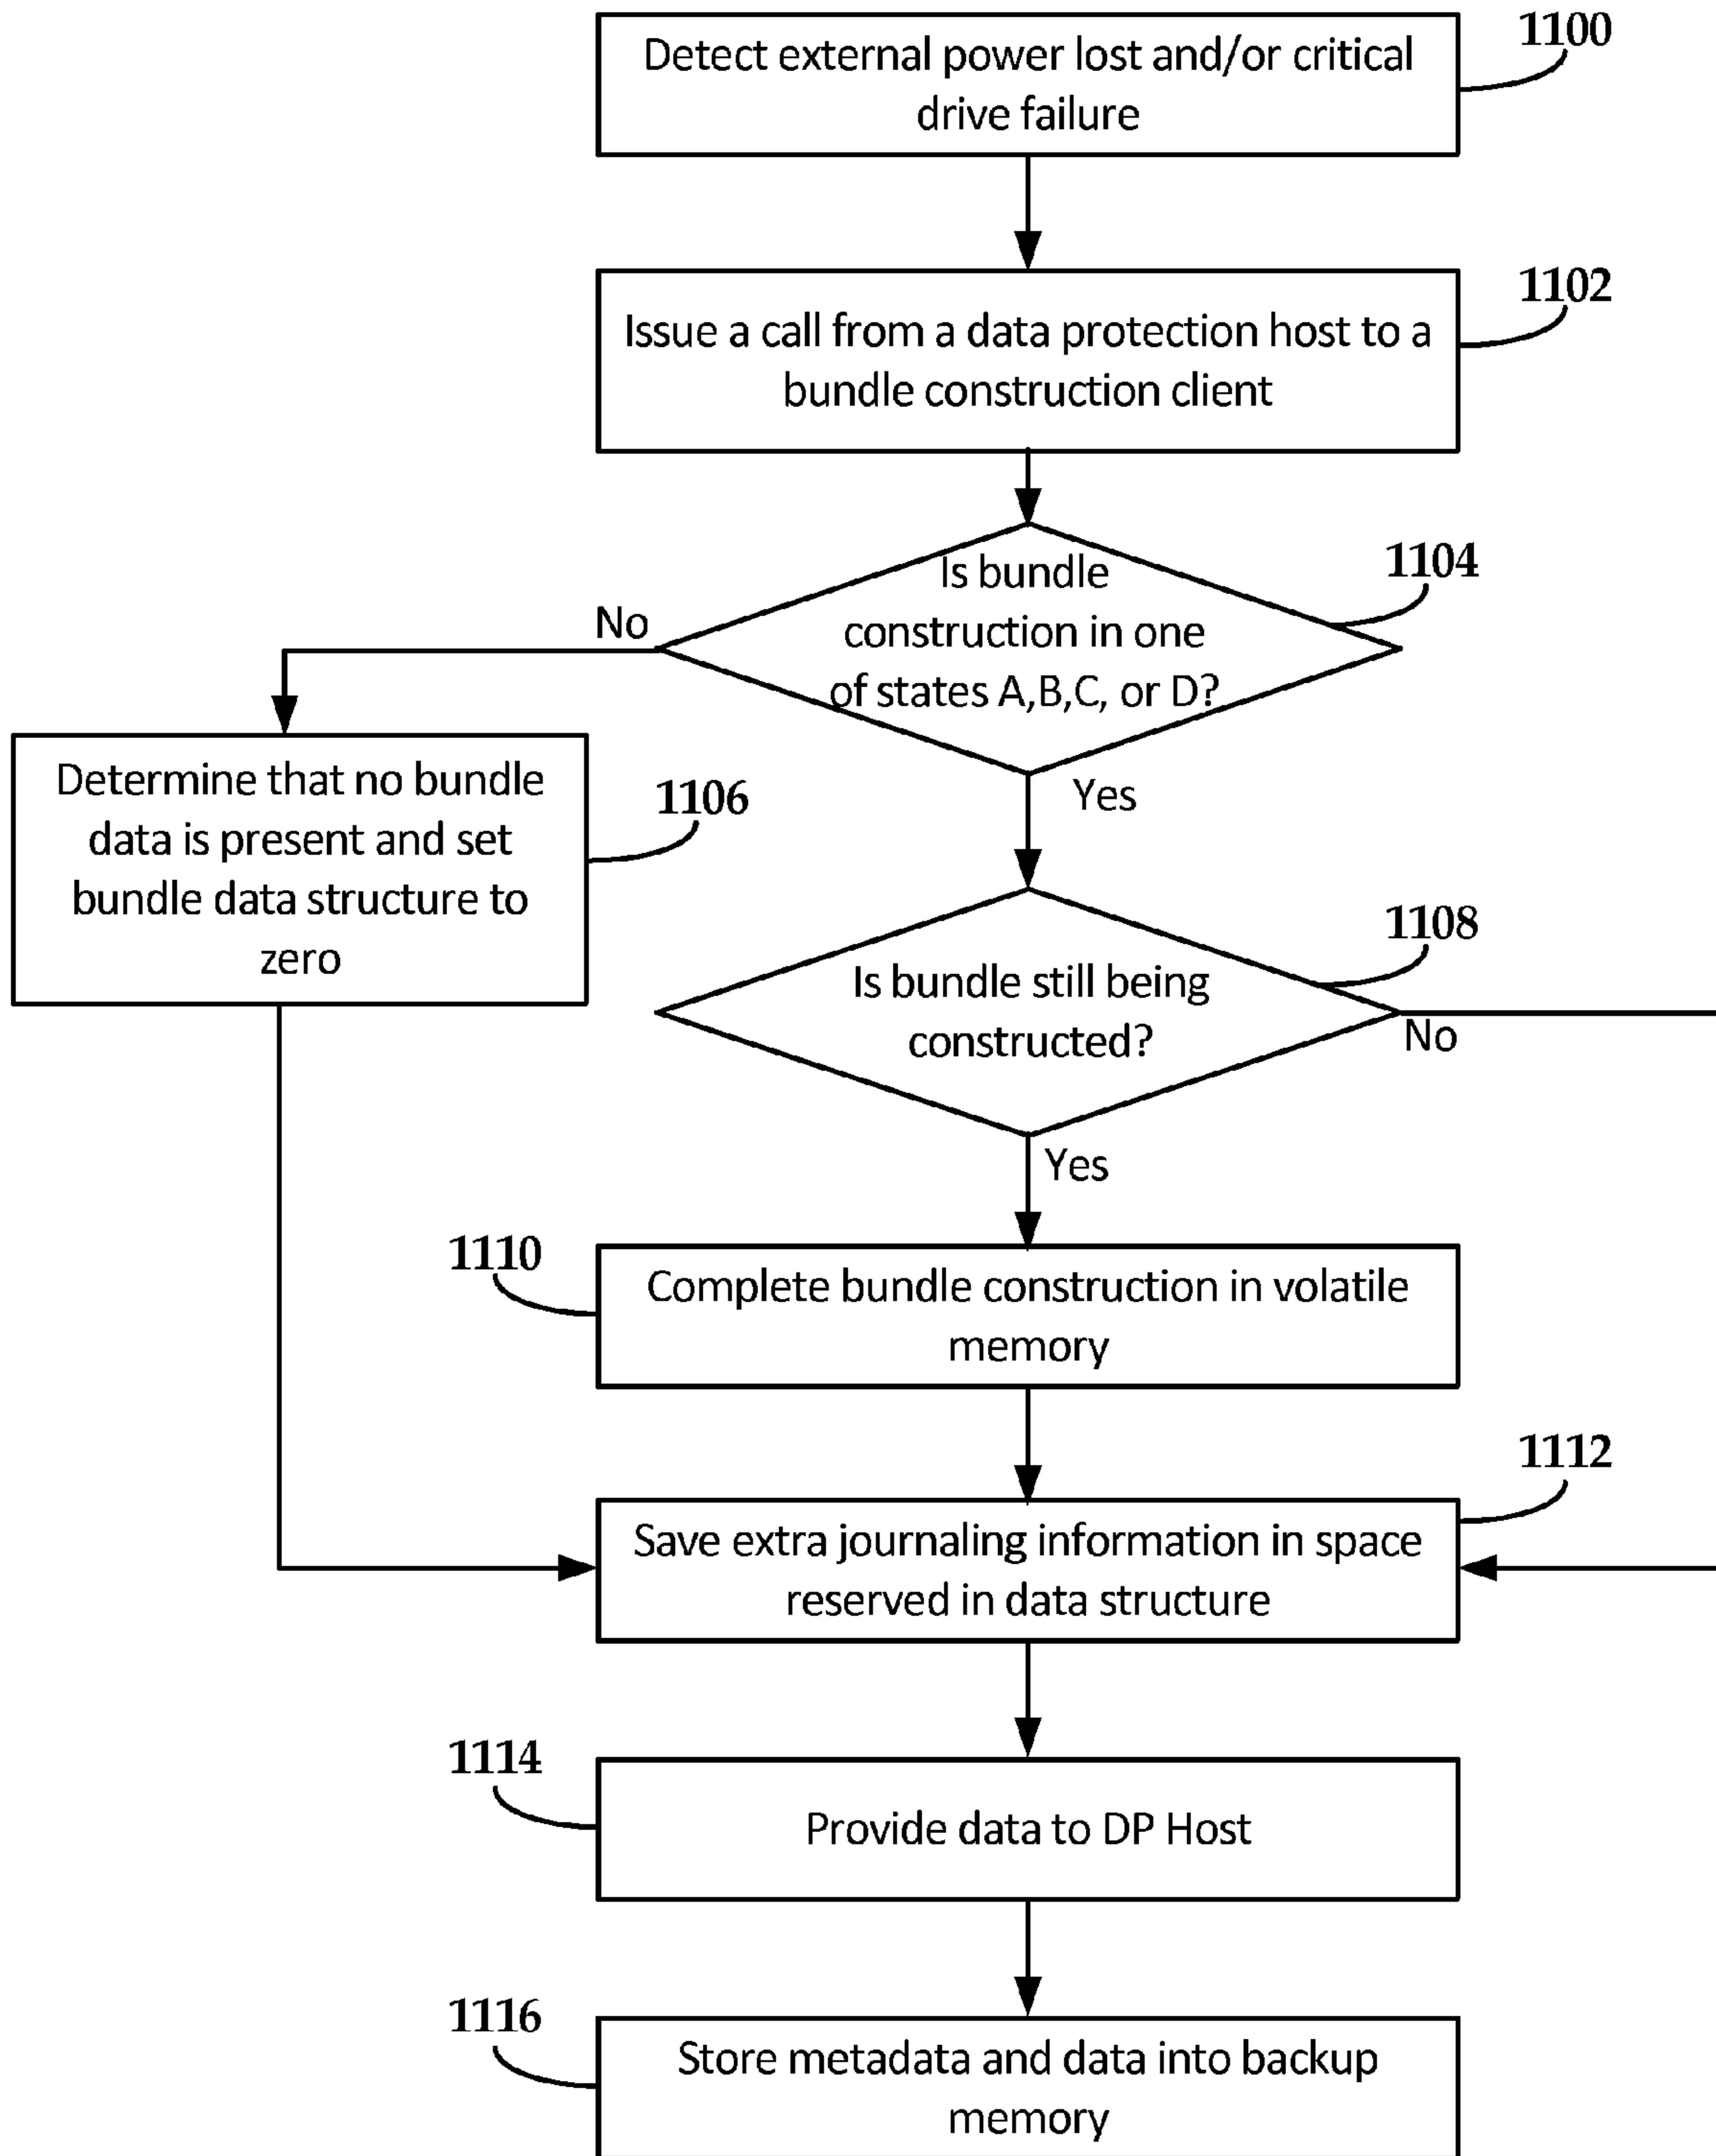 Detect external power lost and/or critical
drive failure
1100
Issue a call from a data protection host to a
bundle construction client
1102
Is bundle
construction in one
of states A,B,C, or D?
1104
No
Yes
Determine that no bundle
data is present and set
bundle data structure to
zero
1106
Is bundle still being
constructed?
1108
No
Yes
1110
Complete bundle construction in volatile
memory
1112
Save extra journaling information in space
reserved in data structure
1114
Provide data to DP Host
1116
Store metadata and data into backup
memory